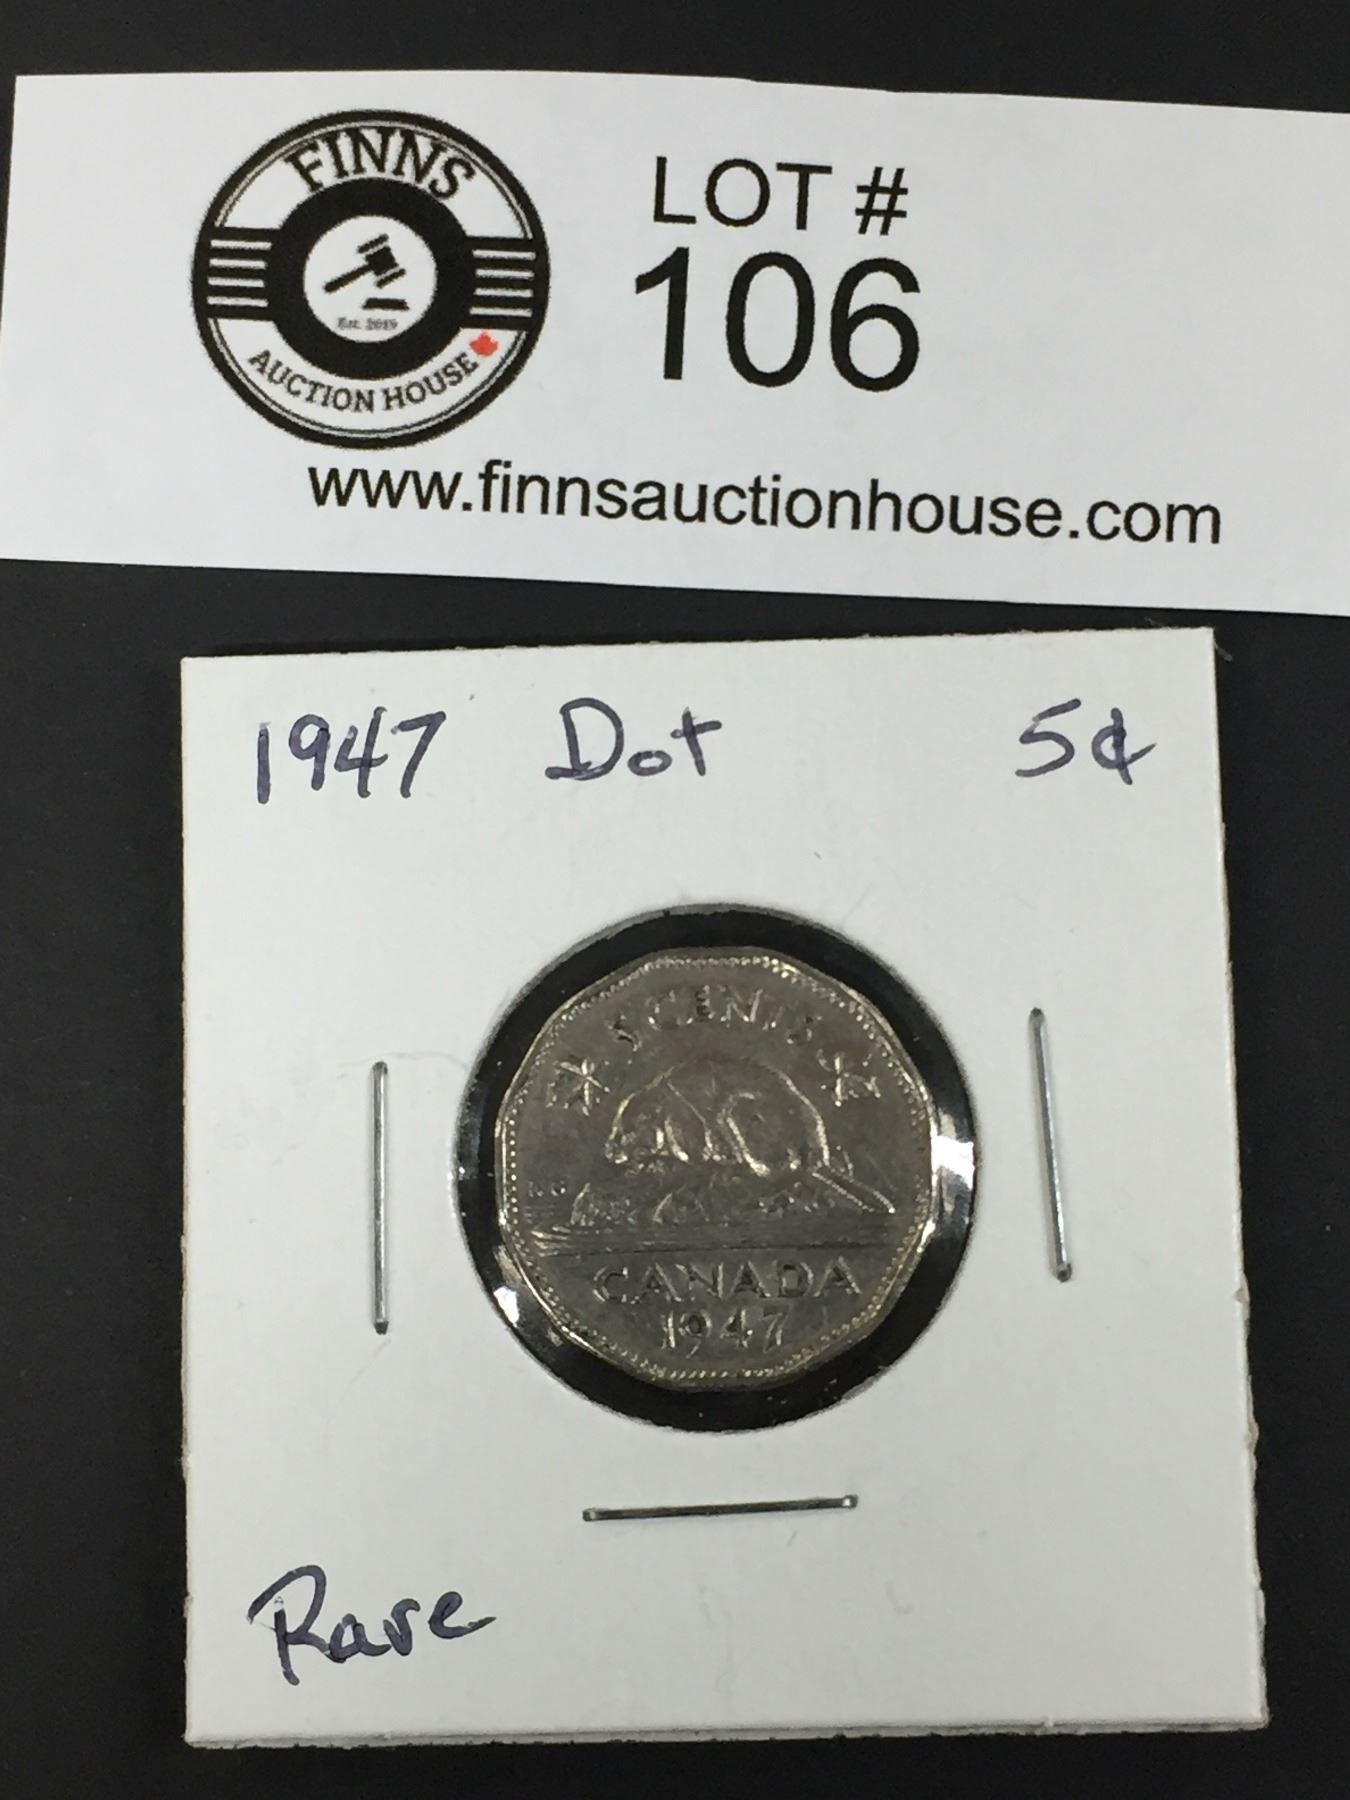 FINNS
Est. 2019
AUCTION HOUSE
LOT #
106
www.finnsauctionhouse.com
1947 Dot 5¢
5 CENTS
K G
CANADA
1947
Rare